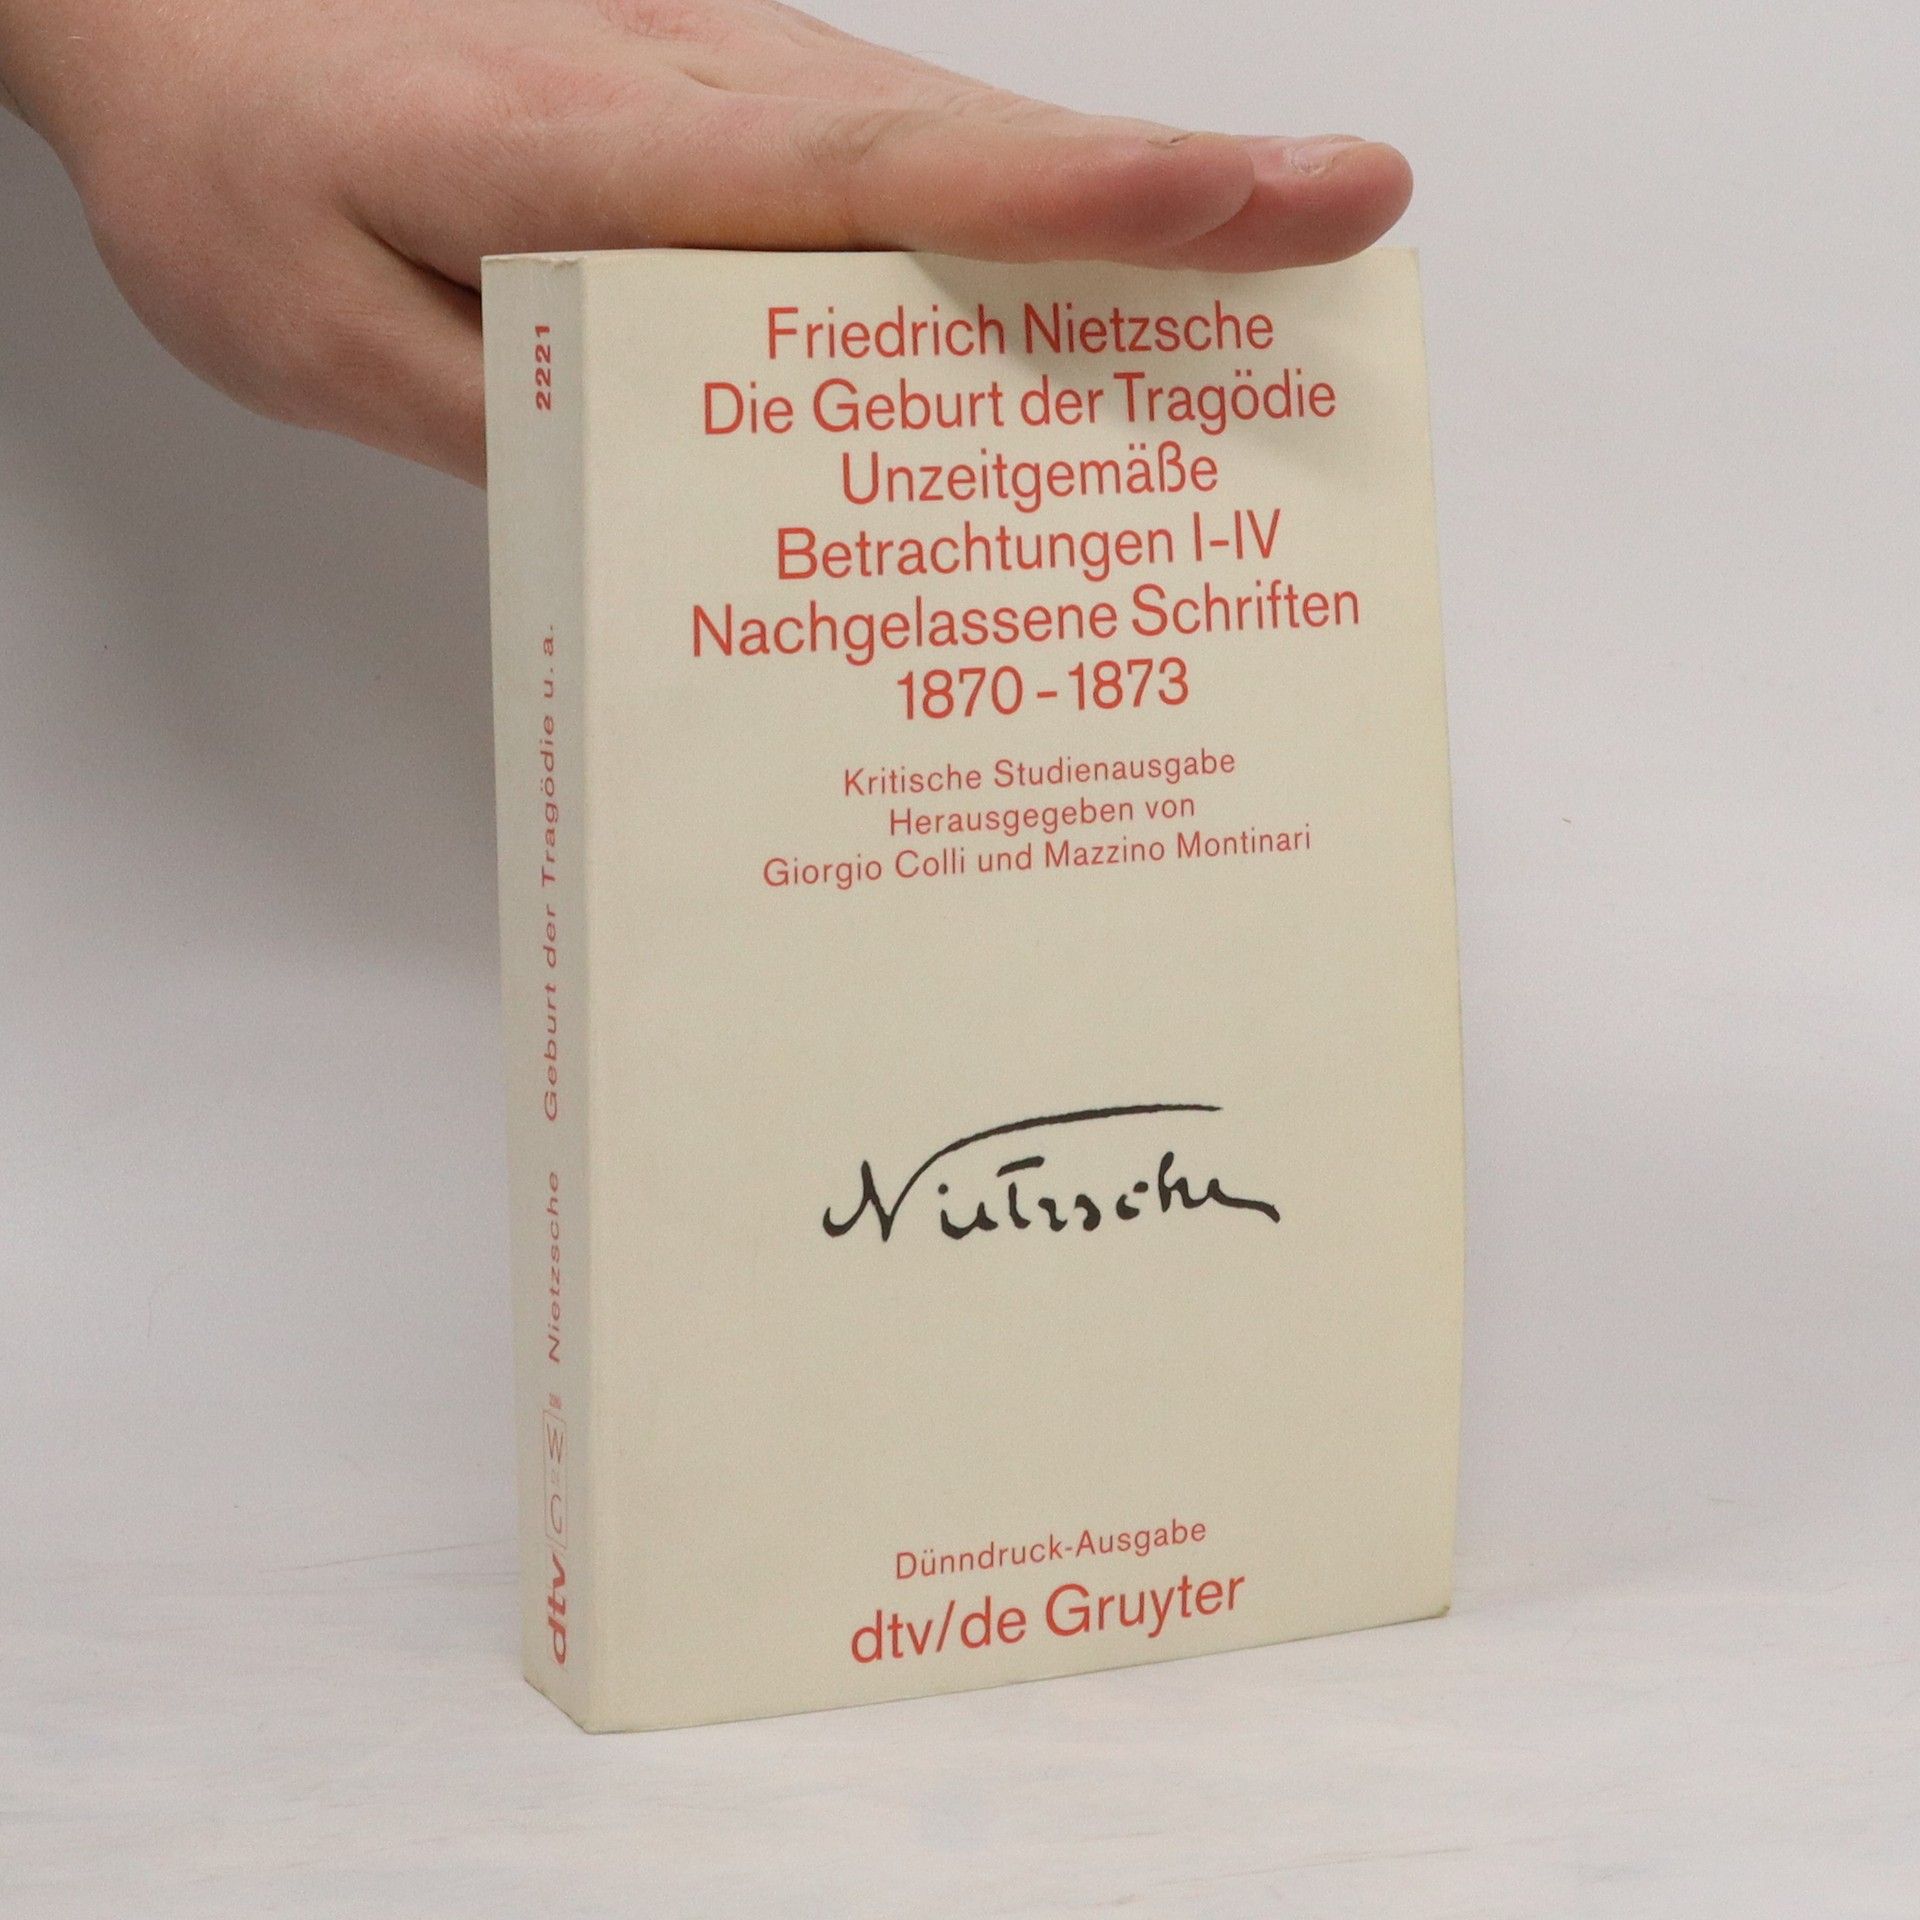 Friedrich Nietzsche
Die Geburt der Tragödie
Unzeitgemäße
Betrachtungen I–IV
Nachgelassene Schriften
1870 – 1873
Kritische Studienausgabe
Herausgegeben von
Giorgio Colli und Mazzino Montinari
Nietzsche
Dünndruck-Ausgabe
dtv/de Gruyter
dtv Nietzsche Geburt der Tragödie u. a. 2221